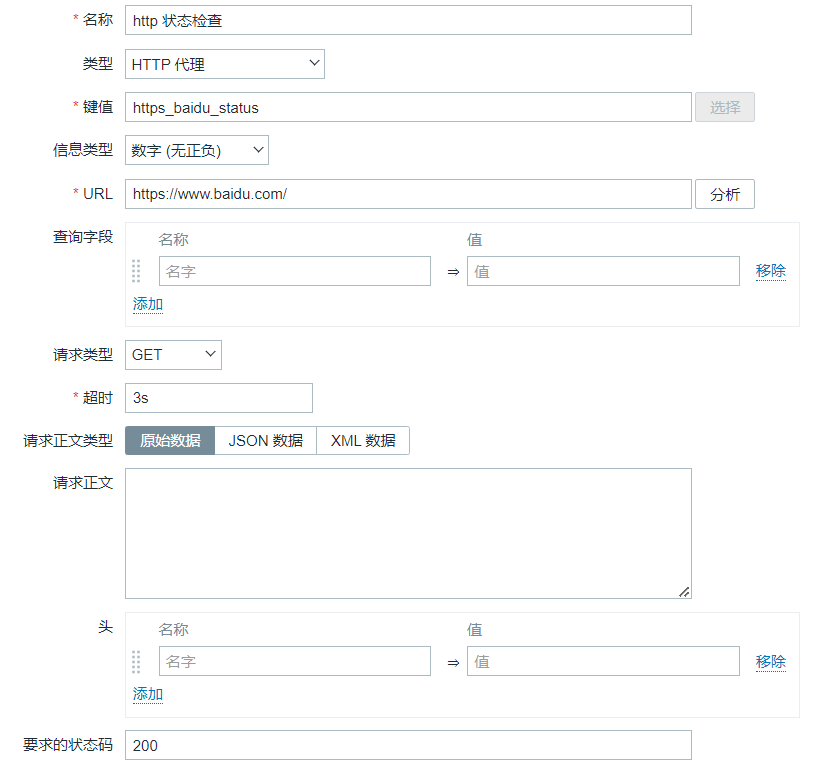 * 名称 http 状态检查
类型 HTTP 代理
* 键值 https_baidu_status 选择
信息类型 数字 (无正负)
* URL https://www.baidu.com/ 分析
查询字段 名称 值
名字 ⇒ 值 移除
添加
请求类型 GET
* 超时 3s
请求正文类型 原始数据 JSON 数据 XML 数据
请求正文
头 名称 值
名字 ⇒ 值 移除
添加
要求的状态码 200